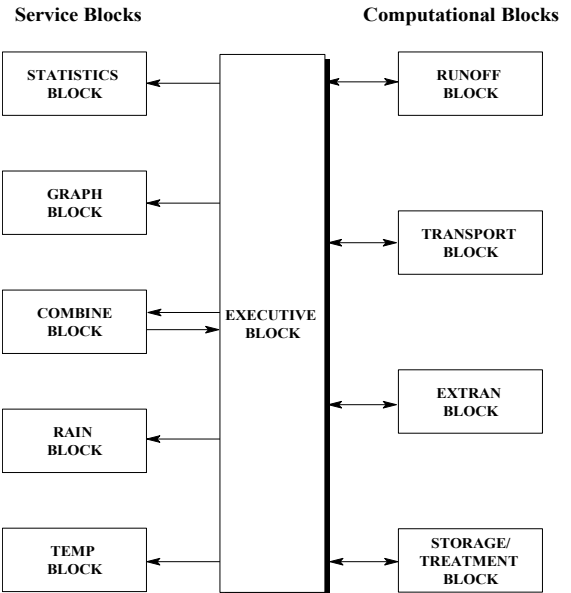 Service Blocks
Computational Blocks
STATISTICS
BLOCK
GRAPH
BLOCK
COMBINE
BLOCK
RAIN
BLOCK
TEMP
BLOCK
EXECUTIVE
BLOCK
RUNOFF
BLOCK
TRANSPORT
BLOCK
EXTRAN
BLOCK
STORAGE/
TREATMENT
BLOCK